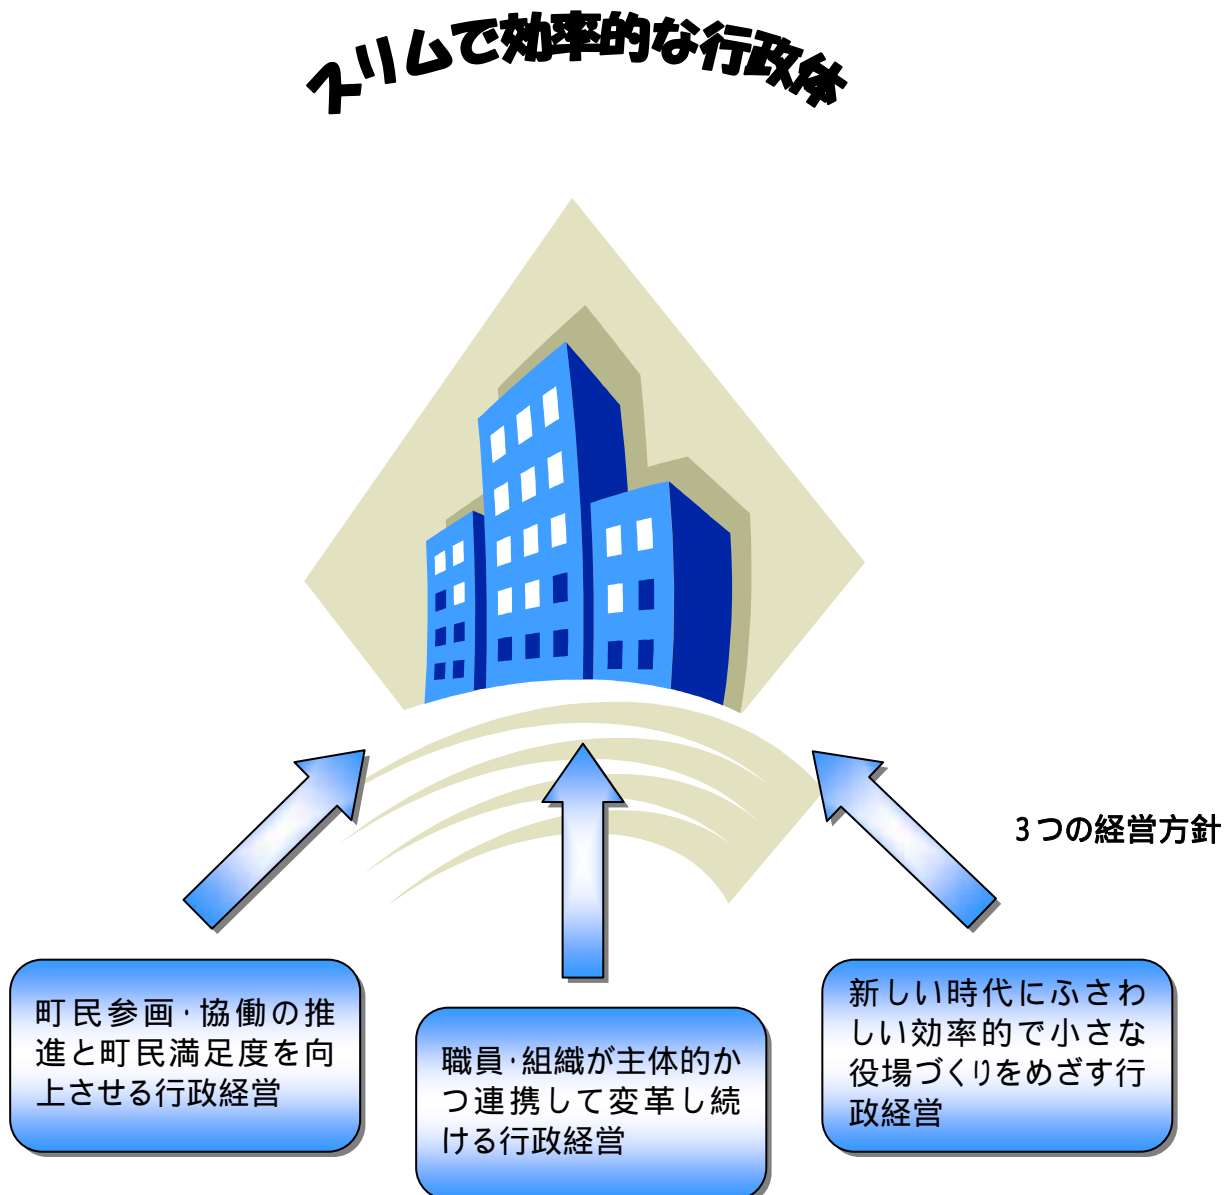 スリムで効率的な行政体
3つの経営方針
町民参画・協働の推
進と町民満足度を向
上させる行政経営
職員・組織が主体的か
つ連携して変革し続
ける行政経営
新しい時代にふさわ
しい効率的で小さな
役場づくりをめざす行
政経営